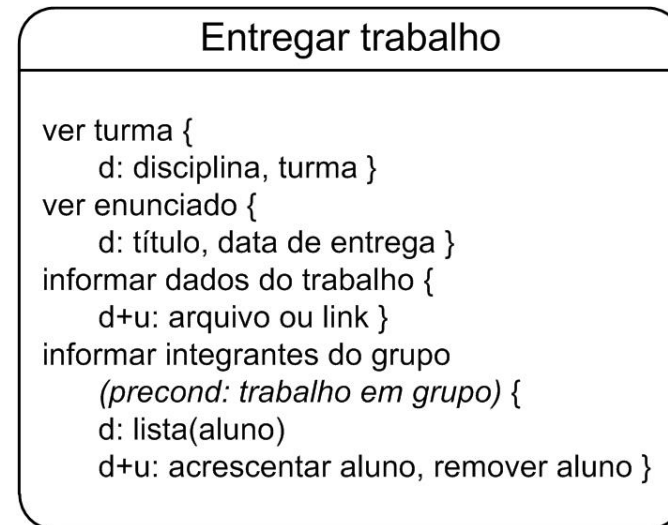 Entregar trabalho
ver turma {
d: disciplina, turma }
ver enunciado {
d: título, data de entrega }
informar dados do trabalho {
d+u: arquivo ou link }
informar integrantes do grupo
(precond: trabalho em grupo) {
d: lista(aluno)
d+u: acrescentar aluno, remover aluno }